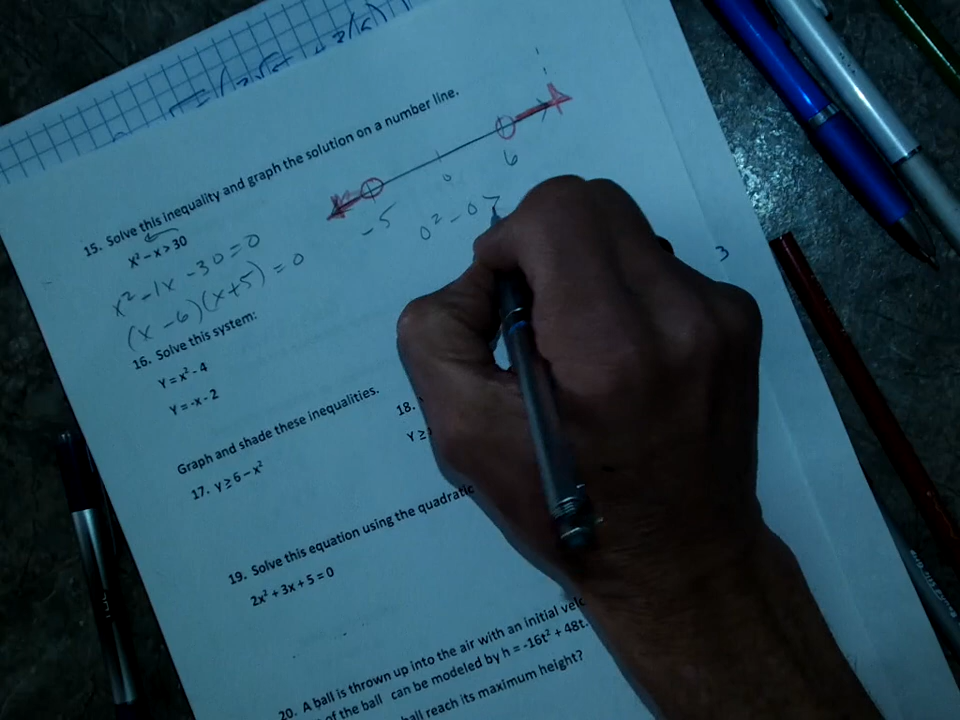 15. Solve this inequality and graph the solution on a number line.
x² - x > 30
x² - 1x - 30 = 0
(x - 6)(x + 5) = 0
-5 0 6
0² - 0 >
3
16. Solve this system:
Y = x² - 4
Y = -x - 2
Graph and shade these inequalities.
17. Y ≥ 6 - x²
18.
Y ≥
19. Solve this equation using the quadratic
2x² + 3x + 5 = 0
20. A ball is thrown up into the air with an initial
of the ball can be modeled by h = -16t² + 48t.
ball reach its maximum height?